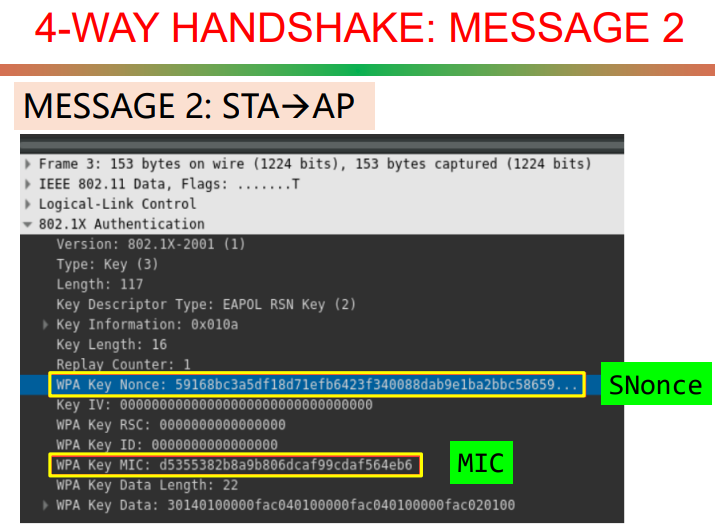 4-WAY HANDSHAKE: MESSAGE 2
MESSAGE 2: STA→AP
Frame 3: 153 bytes on wire (1224 bits), 153 bytes captured (1224 bits)
IEEE 802.11 Data, Flags: .......T
Logical-Link Control
802.1X Authentication
Version: 802.1X-2001 (1)
Type: Key (3)
Length: 117
Key Descriptor Type: EAPOL RSN Key (2)
Key Information: 0x010a
Key Length: 16
Replay Counter: 1
WPA Key Nonce: 59168bc3a5df18d71efb6423f340088dab9e1ba2bbc58659...
SNonce
Key IV: 00000000000000000000000000000000
WPA Key RSC: 0000000000000000
WPA Key ID: 0000000000000000
WPA Key MIC: d5355382b8a9b806dcaf99cdaf564eb6
MIC
WPA Key Data Length: 22
WPA Key Data: 30140100000fac040100000fac040100000fac020100